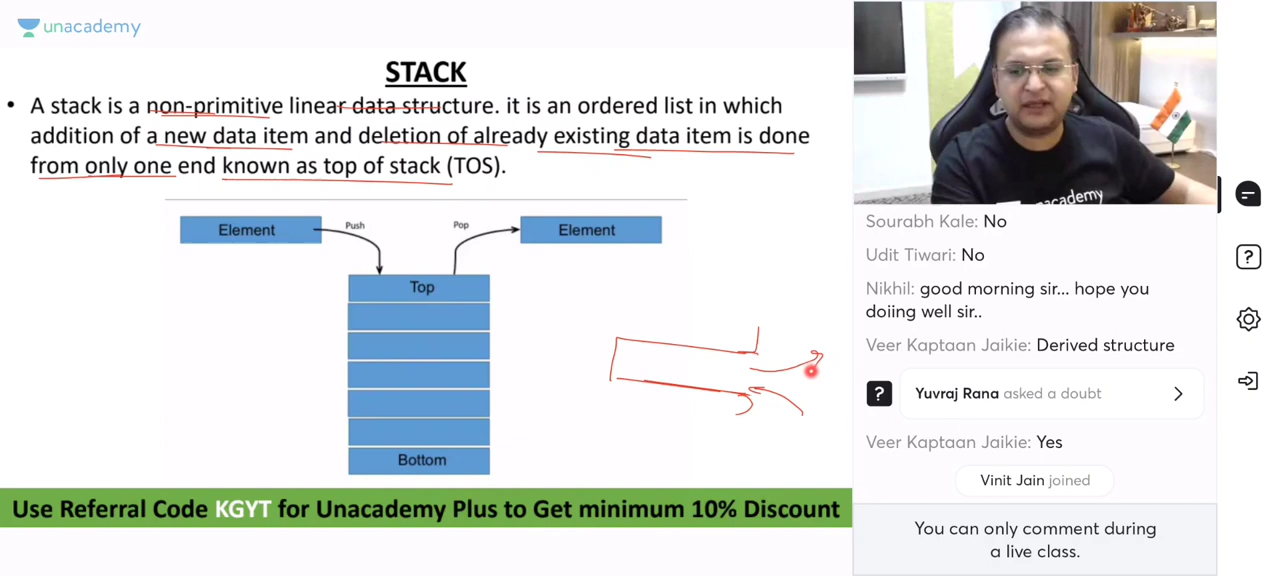 unacademy
STACK
• A stack is a non-primitive linear data structure. it is an ordered list in which
addition of a new data item and deletion of already existing data item is done
from only one end known as top of stack (TOS).
Element
Push
Pop
Element
Top
Bottom
Use Referral Code KGYT for Unacademy Plus to Get minimum 10% Discount
unacademy
Sourabh Kale: No
Udit Tiwari: No
Nikhil: good morning sir... hope you
doiing well sir..
Veer Kaptaan Jaikie: Derived structure
? Yuvraj Rana asked a doubt
Veer Kaptaan Jaikie: Yes
Vinit Jain joined
You can only comment during
a live class.
?